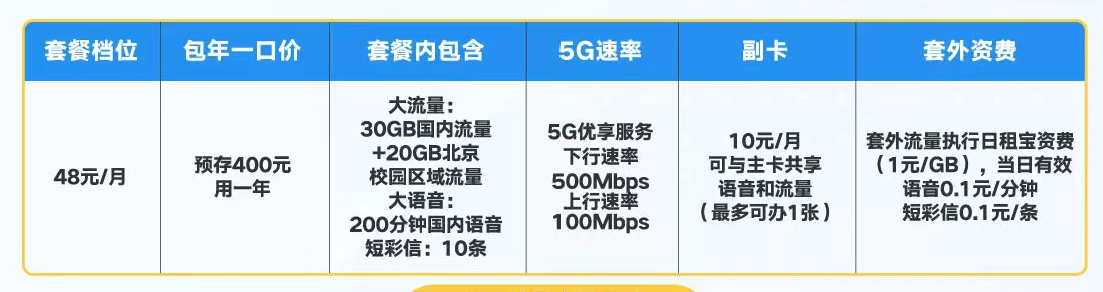 套餐档位
包年一口价
套餐内包含
5G速率
副卡
套外资费
48元/月
预存400元
用一年
大流量：
30GB国内流量
+20GB北京
校园区域流量
大语音：
200分钟国内语音
短彩信：10条
5G优享服务
下行速率
500Mbps
上行速率
100Mbps
10元/月
可与主卡共享
语音和流量
（最多可办1张）
套外流量执行日租宝资费
（1元/GB），当日有效
语音0.1元/分钟
短彩信0.1元/条